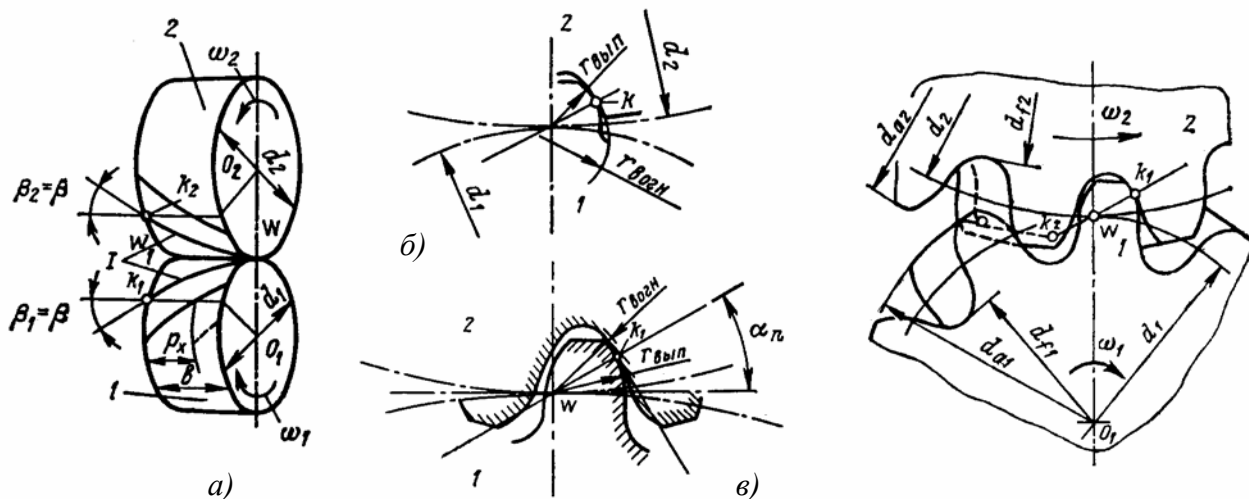 2
ω2
d2
O2
k2
β2=β
W
W1
I
k1
β1=β
d1
px
O1
в
1
ω1
а)
2
rвып
d2
k
rвогн
d1
1
б)
rвогн
k1
αn
2
rвып
W
1
в)
da2
d2
df2
ω2
2
k1
k2
W
1
df1
da1
ω1
d1
O1